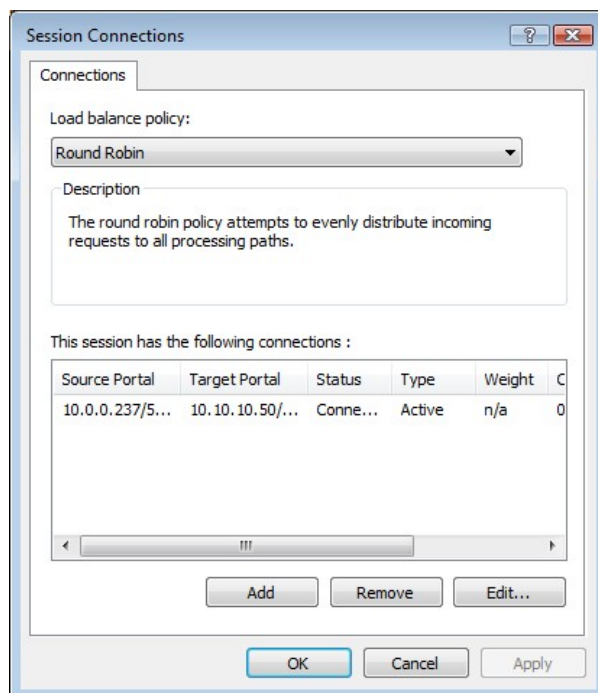 Session Connections
Connections
Load balance policy:
Round Robin
Description
The round robin policy attempts to evenly distribute incoming
requests to all processing paths.
This session has the following connections :
Source Portal Target Portal Status Type Weight C
10.0.0.237/5... 10.10.10.50/... Conne... Active n/a 0
Add Remove Edit...
OK Cancel Apply